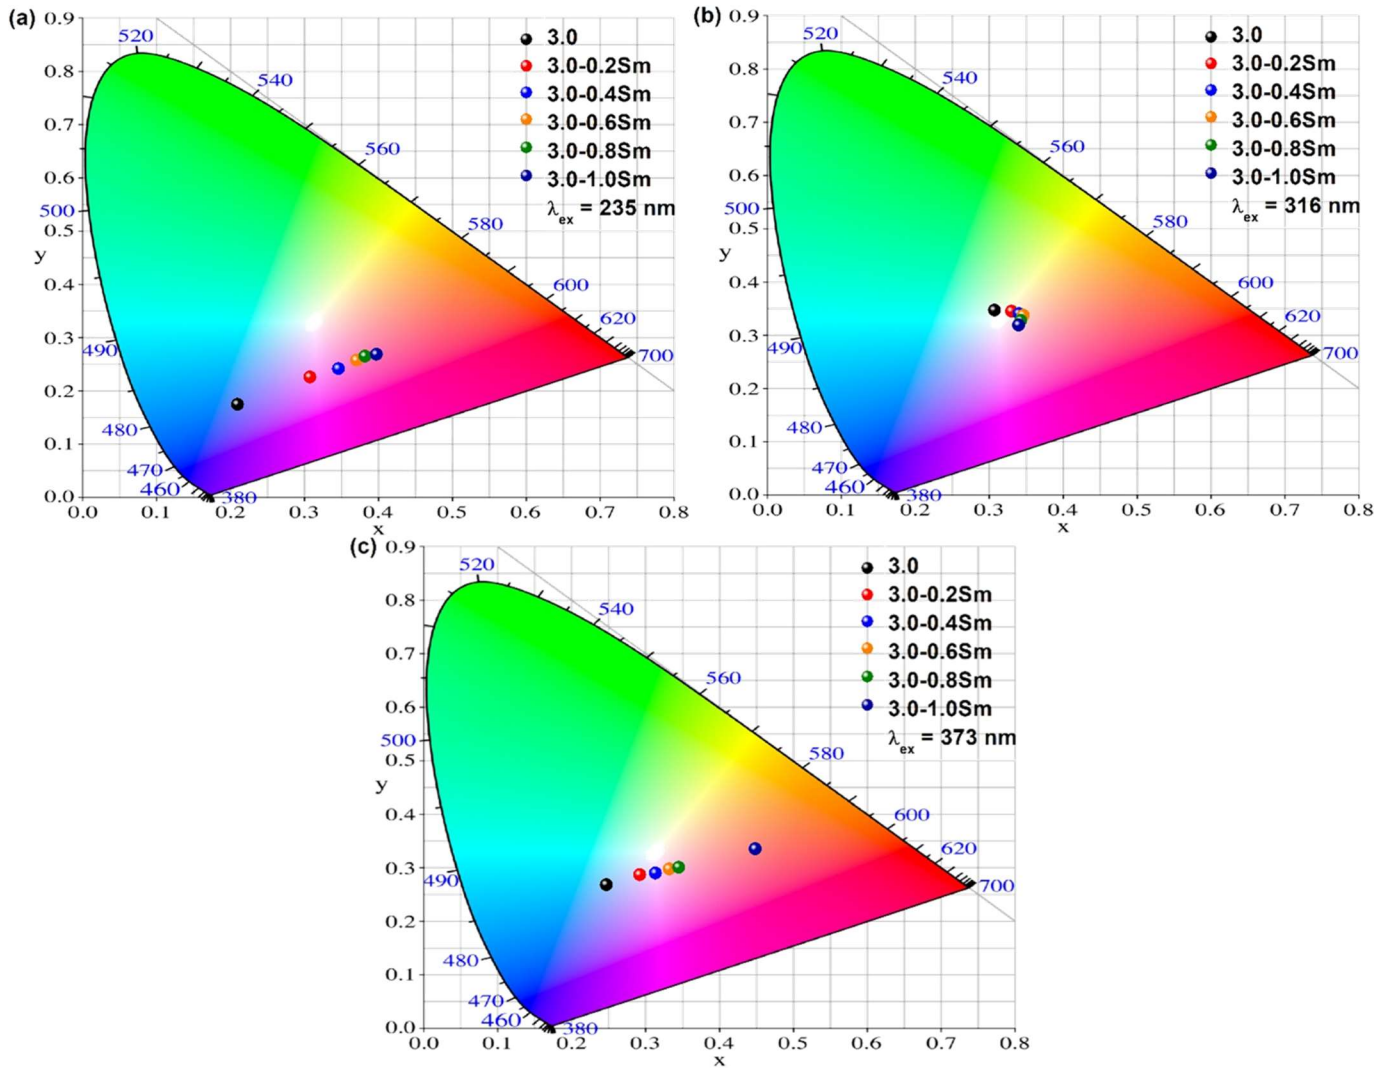 (a)
0.9
0.8
0.7
0.6
0.5
0.4
0.3
0.2
0.1
0.0
y
0.0 0.1 0.2 0.3 0.4 0.5 0.6 0.7 0.8
x
520
540
560
580
600
620
700
500
490
480
470
460
380
3.0
3.0-0.2Sm
3.0-0.4Sm
3.0-0.6Sm
3.0-0.8Sm
3.0-1.0Sm
λex = 235 nm
(b)
0.9
0.8
0.7
0.6
0.5
0.4
0.3
0.2
0.1
0.0
y
0.0 0.1 0.2 0.3 0.4 0.5 0.6 0.7 0.8
x
520
540
560
580
600
620
700
500
490
480
470
460
380
3.0
3.0-0.2Sm
3.0-0.4Sm
3.0-0.6Sm
3.0-0.8Sm
3.0-1.0Sm
λex = 316 nm
(c)
0.9
0.8
0.7
0.6
0.5
0.4
0.3
0.2
0.1
0.0
y
0.0 0.1 0.2 0.3 0.4 0.5 0.6 0.7 0.8
x
520
540
560
580
600
620
700
500
490
480
470
460
380
3.0
3.0-0.2Sm
3.0-0.4Sm
3.0-0.6Sm
3.0-0.8Sm
3.0-1.0Sm
λex = 373 nm